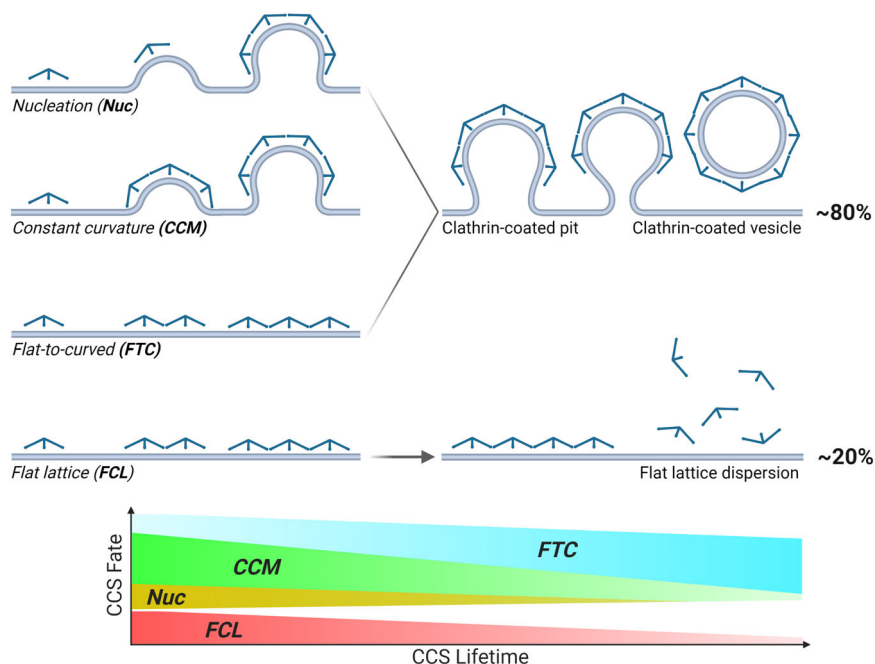 Nucleation (Nuc)
Constant curvature (CCM)
Clathrin-coated pit
Clathrin-coated vesicle
~80%
Flat-to-curved (FTC)
Flat lattice (FCL)
Flat lattice dispersion
~20%
CCS Fate
FTC
CCM
Nuc
FCL
CCS Lifetime